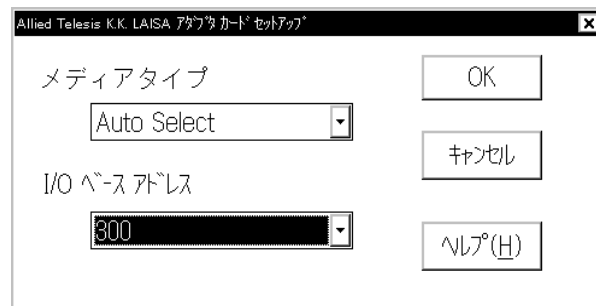 Allied Telesis K.K. LAISA ｱﾀﾞﾌﾟﾀ ｶｰﾄﾞ ｾｯﾄｱｯﾌﾟ
メディアタイプ
Auto Select
I/O ﾍﾞｰｽ ｱﾄﾞﾚｽ
300
OK
ｷｬﾝｾﾙ
ﾍﾙﾌﾟ(H)